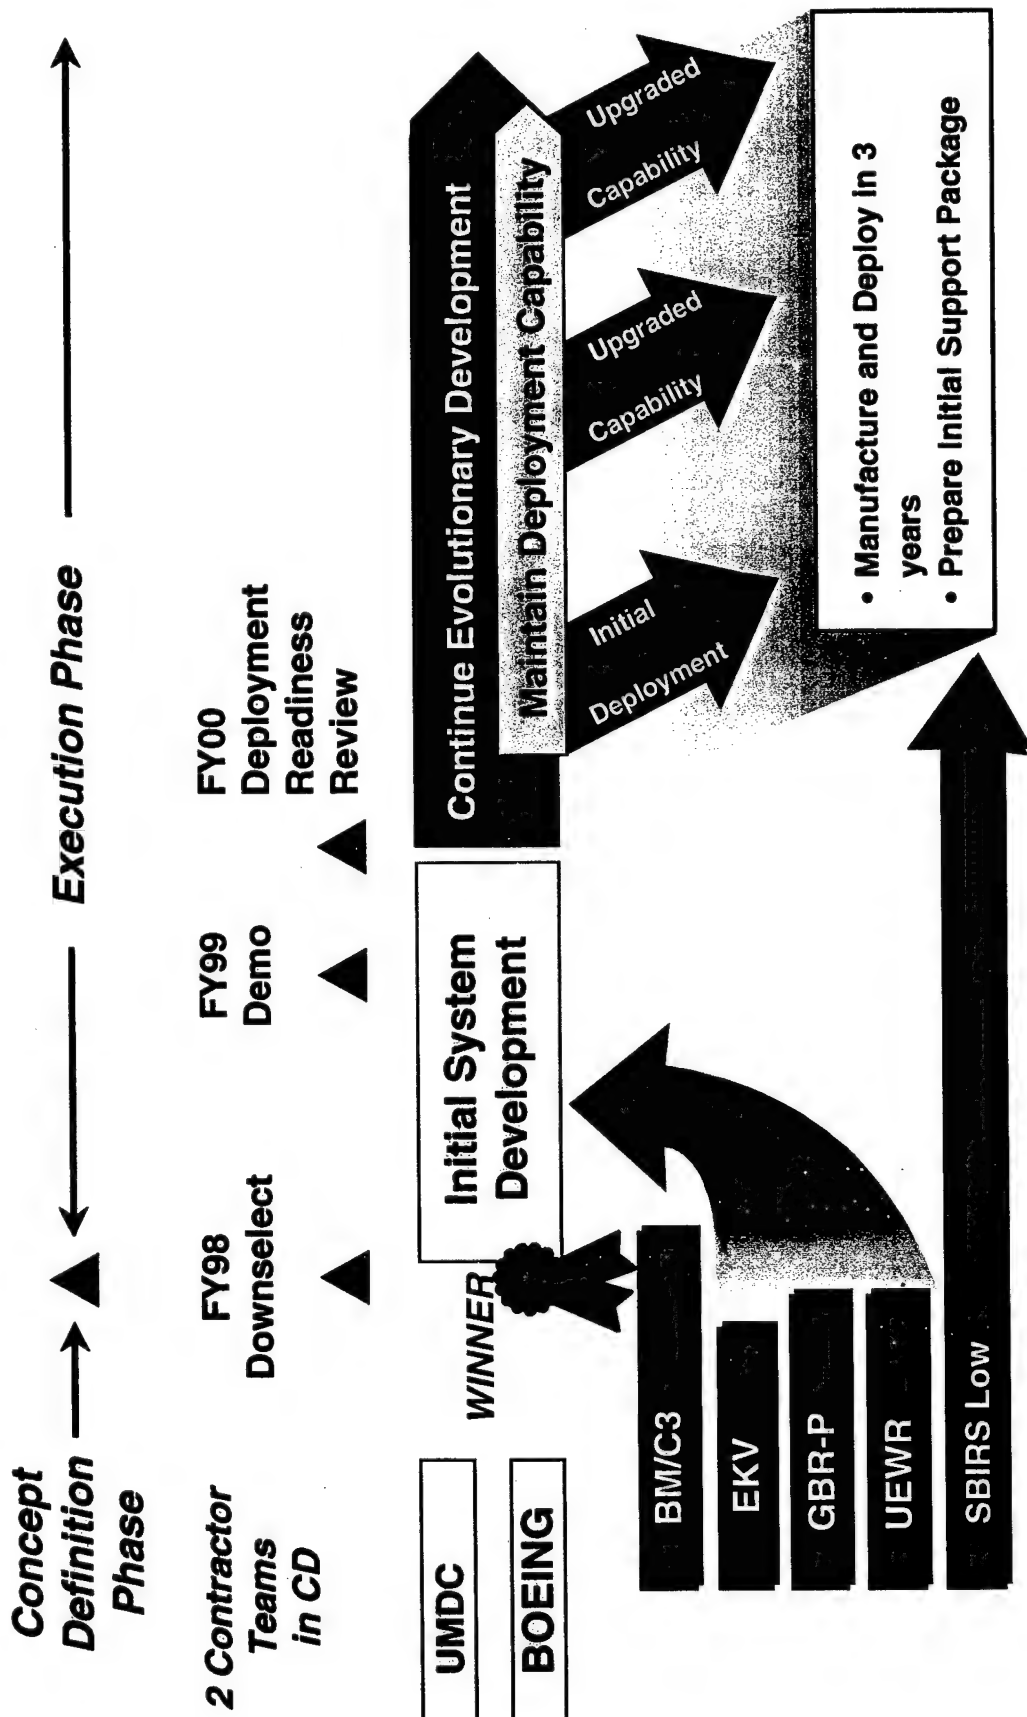 Concept
Definition
Phase
Execution Phase
2 Contractor
Teams
in CD
FY98
Downselect
FY99
Demo
FY00
Deployment
Readiness
Review
UMDC
BOEING
WINNER
Initial System
Development
Continue Evolutionary Development
Maintain Deployment Capability
Initial
Deployment
Upgraded
Capability
Upgraded
Capability
BM/C3
EKV
GBR-P
UEWR
SBIRS Low
• Manufacture and Deploy in 3
years
• Prepare Initial Support Package